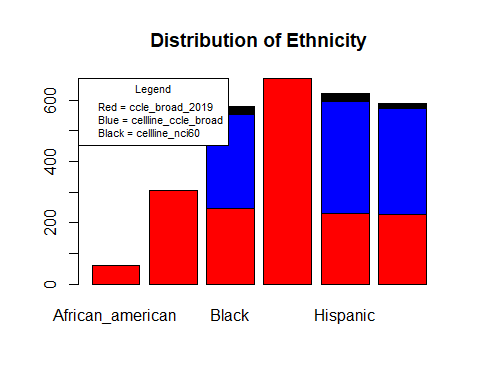 Distribution of Ethnicity
Legend
Red = ccle_broad_2019
Blue = cellline_ccle_broad
Black = cellline_nci60
600
400
200
0
African_american Black Hispanic